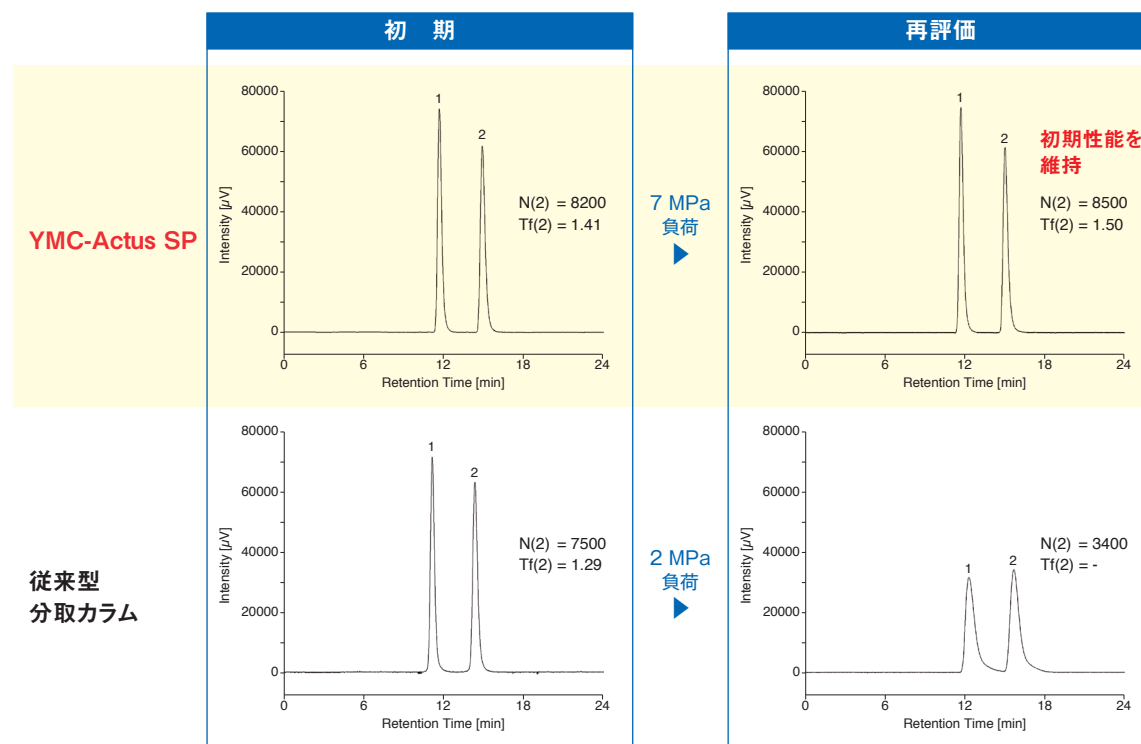 初 期
再評価
YMC-Actus SP
80000
60000
40000
20000
0
Intensity [µV]
1
2
N(2) = 8200
Tf(2) = 1.41
0
6
12
18
24
Retention Time [min]
7 MPa
負荷
80000
60000
40000
20000
0
Intensity [µV]
1
2
初期性能を
維持
N(2) = 8500
Tf(2) = 1.50
0
6
12
18
24
Retention Time [min]
従来型
分取カラム
80000
60000
40000
20000
0
Intensity [µV]
1
2
N(2) = 7500
Tf(2) = 1.29
0
6
12
18
24
Retention Time [min]
2 MPa
負荷
80000
60000
40000
20000
0
Intensity [µV]
1
2
N(2) = 3400
Tf(2) = -
0
6
12
18
24
Retention Time [min]